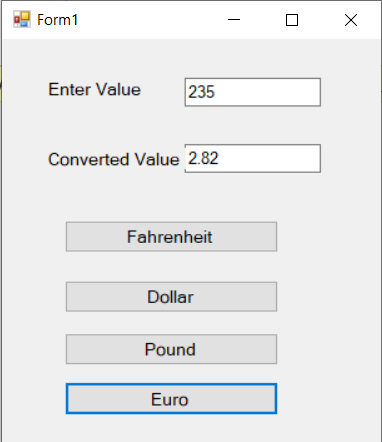 Form1
Enter Value 235
Converted Value 2.82
Fahrenheit
Dollar
Pound
Euro